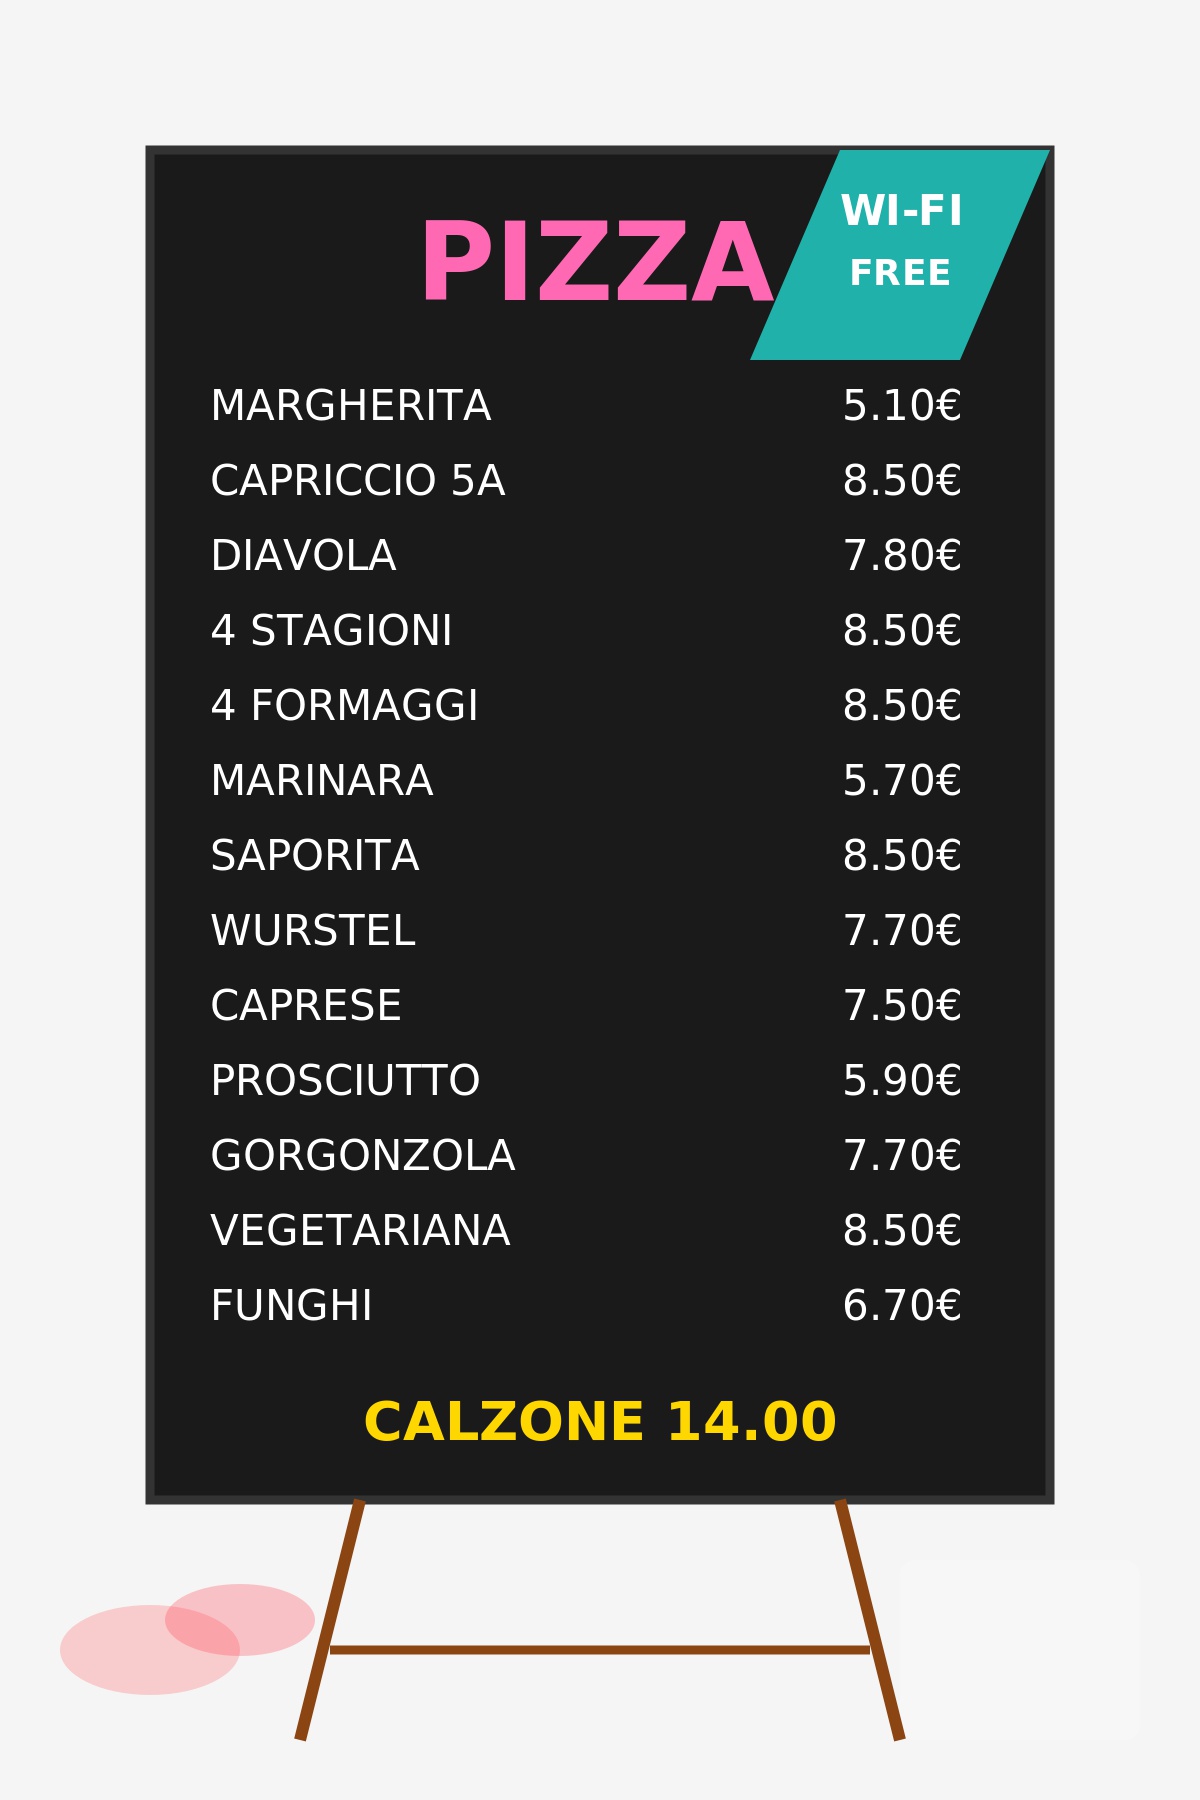 PIZZA
WI-FI
FREE
MARGHERITA 5.10€
CAPRICCIO 5A 8.50€
DIAVOLA 7.80€
4 STAGIONI 8.50€
4 FORMAGGI 8.50€
MARINARA 5.70€
SAPORITA 8.50€
WURSTEL 7.70€
CAPRESE 7.50€
PROSCIUTTO 5.90€
GORGONZOLA 7.70€
VEGETARIANA 8.50€
FUNGHI 6.70€
CALZONE 14.00